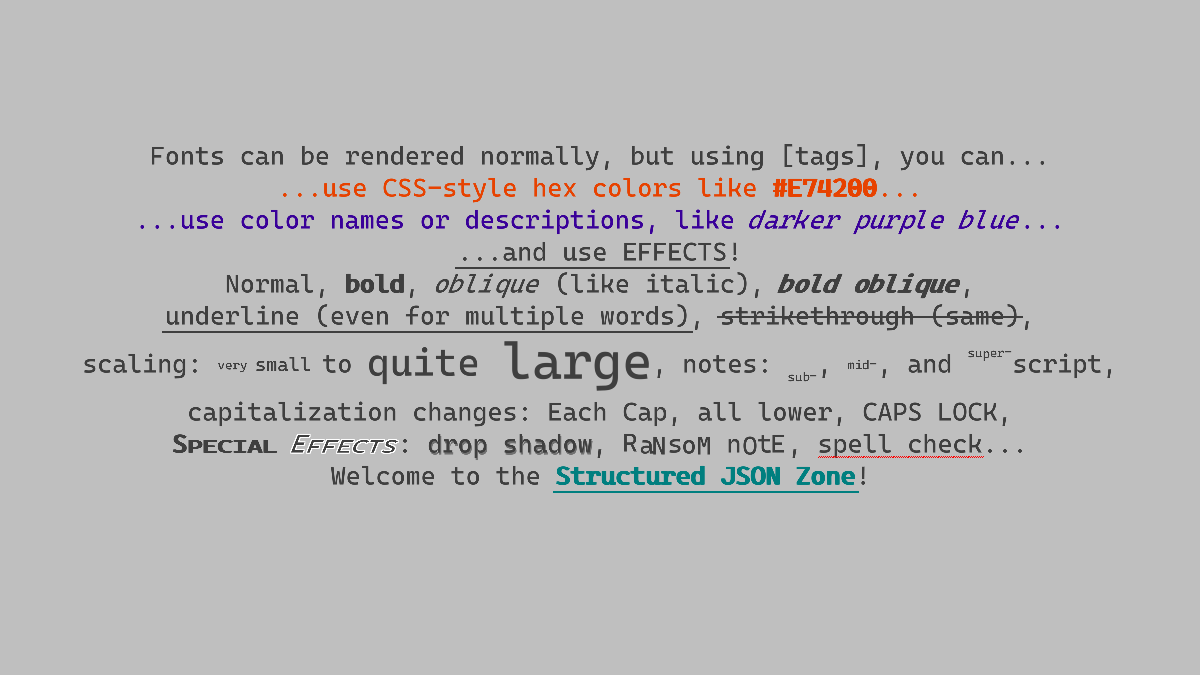 Fonts can be rendered normally, but using [tags], you can...
...use CSS-style hex colors like #E74200...
...use color names or descriptions, like darker purple blue...
...and use EFFECTS!
Normal, bold, oblique (like italic), bold oblique,
underline (even for multiple words), strikethrough (same),
scaling: very small to quite large, notes: sub-, mid-, and super-script,
capitalization changes: Each Cap, all lower, CAPS LOCK,
Special Effects: drop shadow, RaNsoM nOtE, spell check...
Welcome to the Structured JSON Zone!